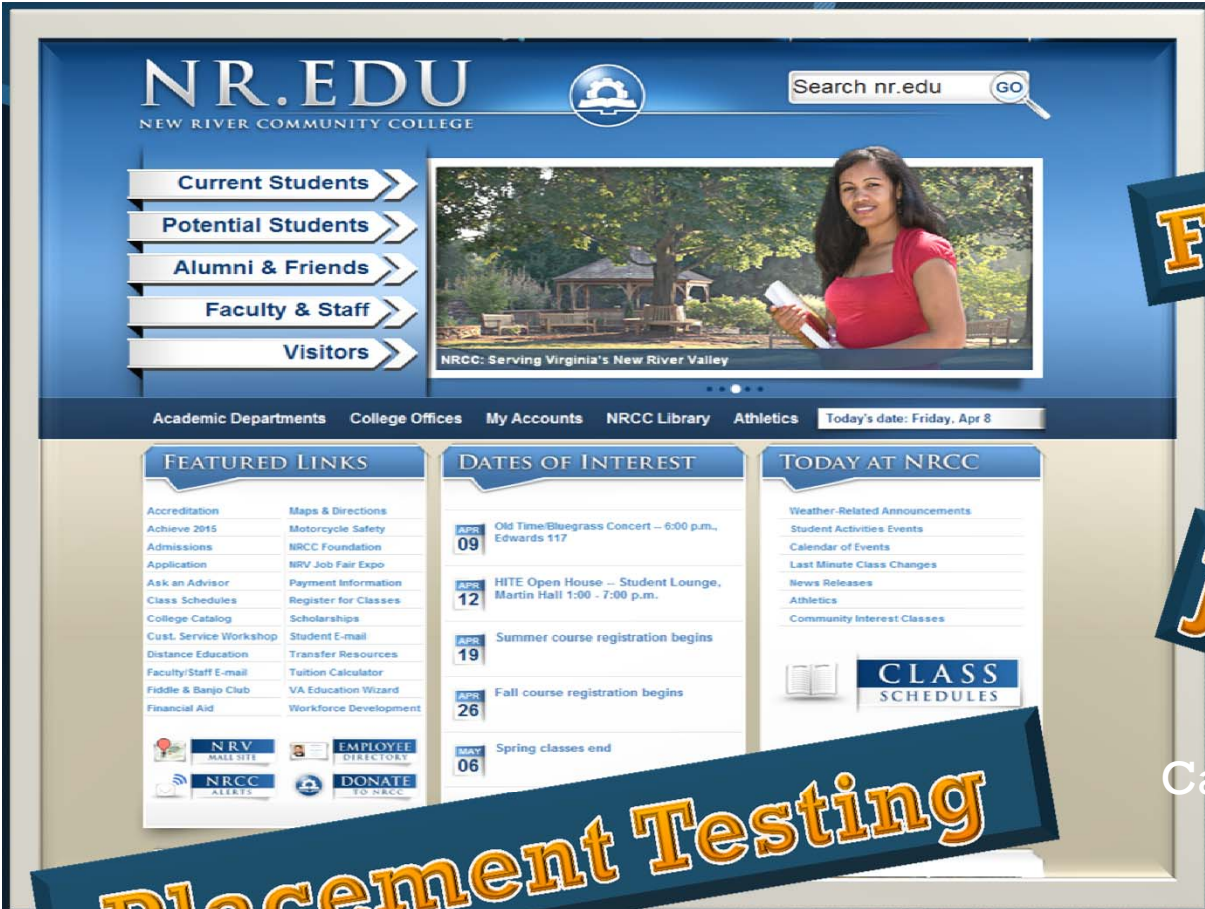 NR.EDU
NEW RIVER COMMUNITY COLLEGE
Search nr.edu
GO
Current Students
Potential Students
Alumni & Friends
Faculty & Staff
Visitors
NRCC: Serving Virginia's New River Valley
Academic Departments College Offices My Accounts NRCC Library Athletics Today's date: Friday, Apr 8
FEATURED LINKS
Accreditation
Achieve 2015
Admissions
Application
Ask an Advisor
Class Schedules
College Catalog
Cust. Service Workshop
Distance Education
Faculty/Staff E-mail
Fiddle & Banjo Club
Financial Aid
Maps & Directions
Motorcycle Safety
NRCC Foundation
NRV Job Fair Expo
Payment Information
Register for Classes
Scholarships
Student E-mail
Transfer Resources
Tuition Calculator
VA Education Wizard
Workforce Development
NRV
MALL SITE
EMPLOYEE
DIRECTORY
NRCC
ALERTS
DONATE
TO NRCC
DATES OF INTEREST
APR
09
Old Time/Bluegrass Concert -- 6:00 p.m.,
Edwards 117
APR
12
HITE Open House -- Student Lounge,
Martin Hall 1:00 - 7:00 p.m.
APR
19
Summer course registration begins
APR
26
Fall course registration begins
MAY
06
Spring classes end
TODAY AT NRCC
Weather-Related Announcements
Student Activities Events
Calendar of Events
Last Minute Class Changes
News Releases
Athletics
Community Interest Classes
CLASS
SCHEDULES
Placement Testing
F
J
Ca